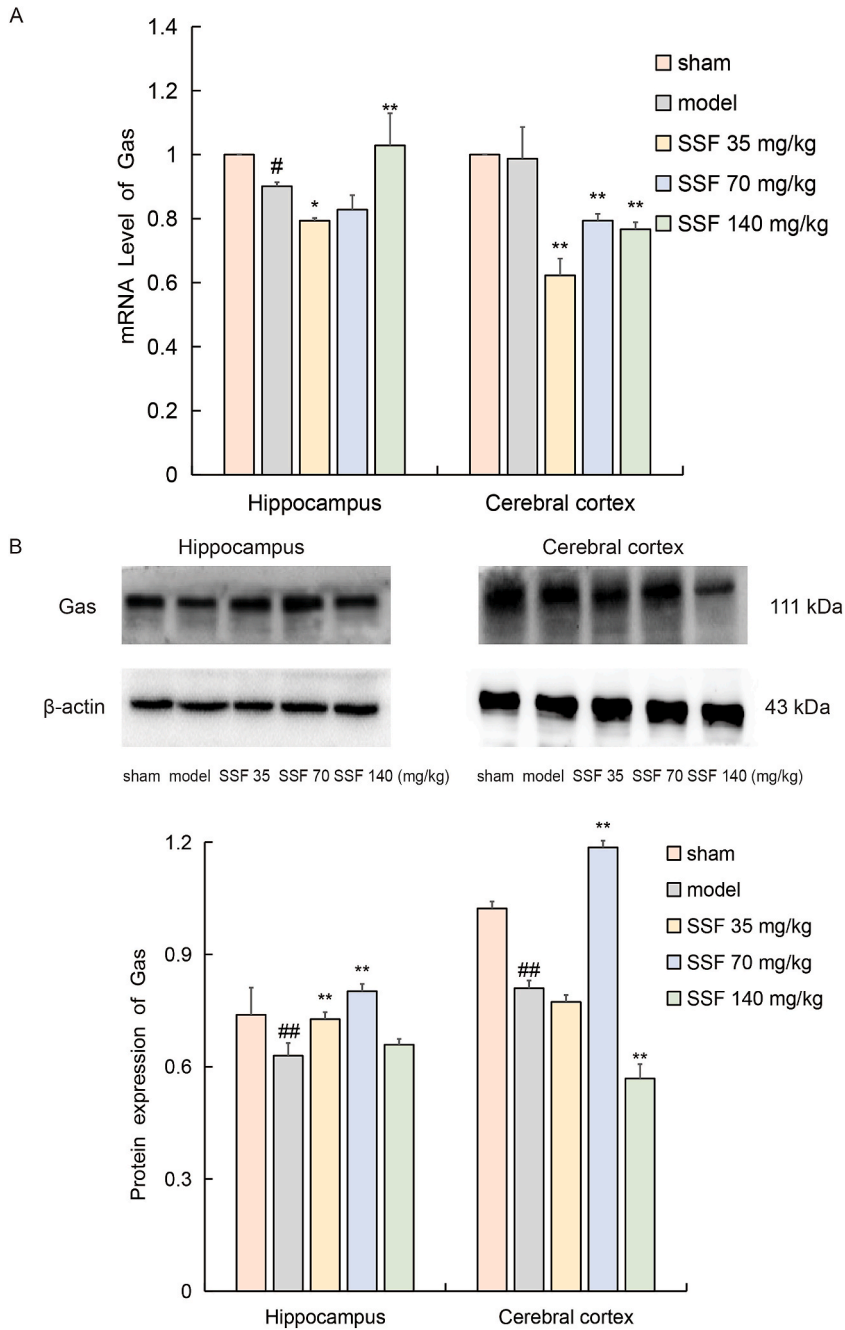 A
1.4
1.2
1
0.8
0.6
0.4
0.2
0
mRNA Level of Gas
#
*
**
**
**
**
sham
model
SSF 35 mg/kg
SSF 70 mg/kg
SSF 140 mg/kg
Hippocampus
Cerebral cortex
B
Hippocampus
Cerebral cortex
Gas
111 kDa
β-actin
43 kDa
sham model SSF 35 SSF 70 SSF 140 (mg/kg)
sham model SSF 35 SSF 70 SSF 140 (mg/kg)
1.2
0.9
0.6
0.3
0
Protein expression of Gas
##
**
**
##
**
**
sham
model
SSF 35 mg/kg
SSF 70 mg/kg
SSF 140 mg/kg
Hippocampus
Cerebral cortex